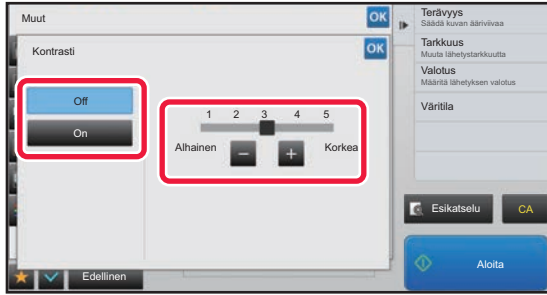 Muut
OK
Kontrasti
OK
Off
On
1 2 3 4 5
Alhainen
−
+
Korkea
Edellinen
Terävyys
Säädä kuvan ääriviivaa
Tarkkuus
Muuta lähetystarkkuutta
Valotus
Määritä lähetyksen valotus
Väritila
Esikatselu
CA
Aloita